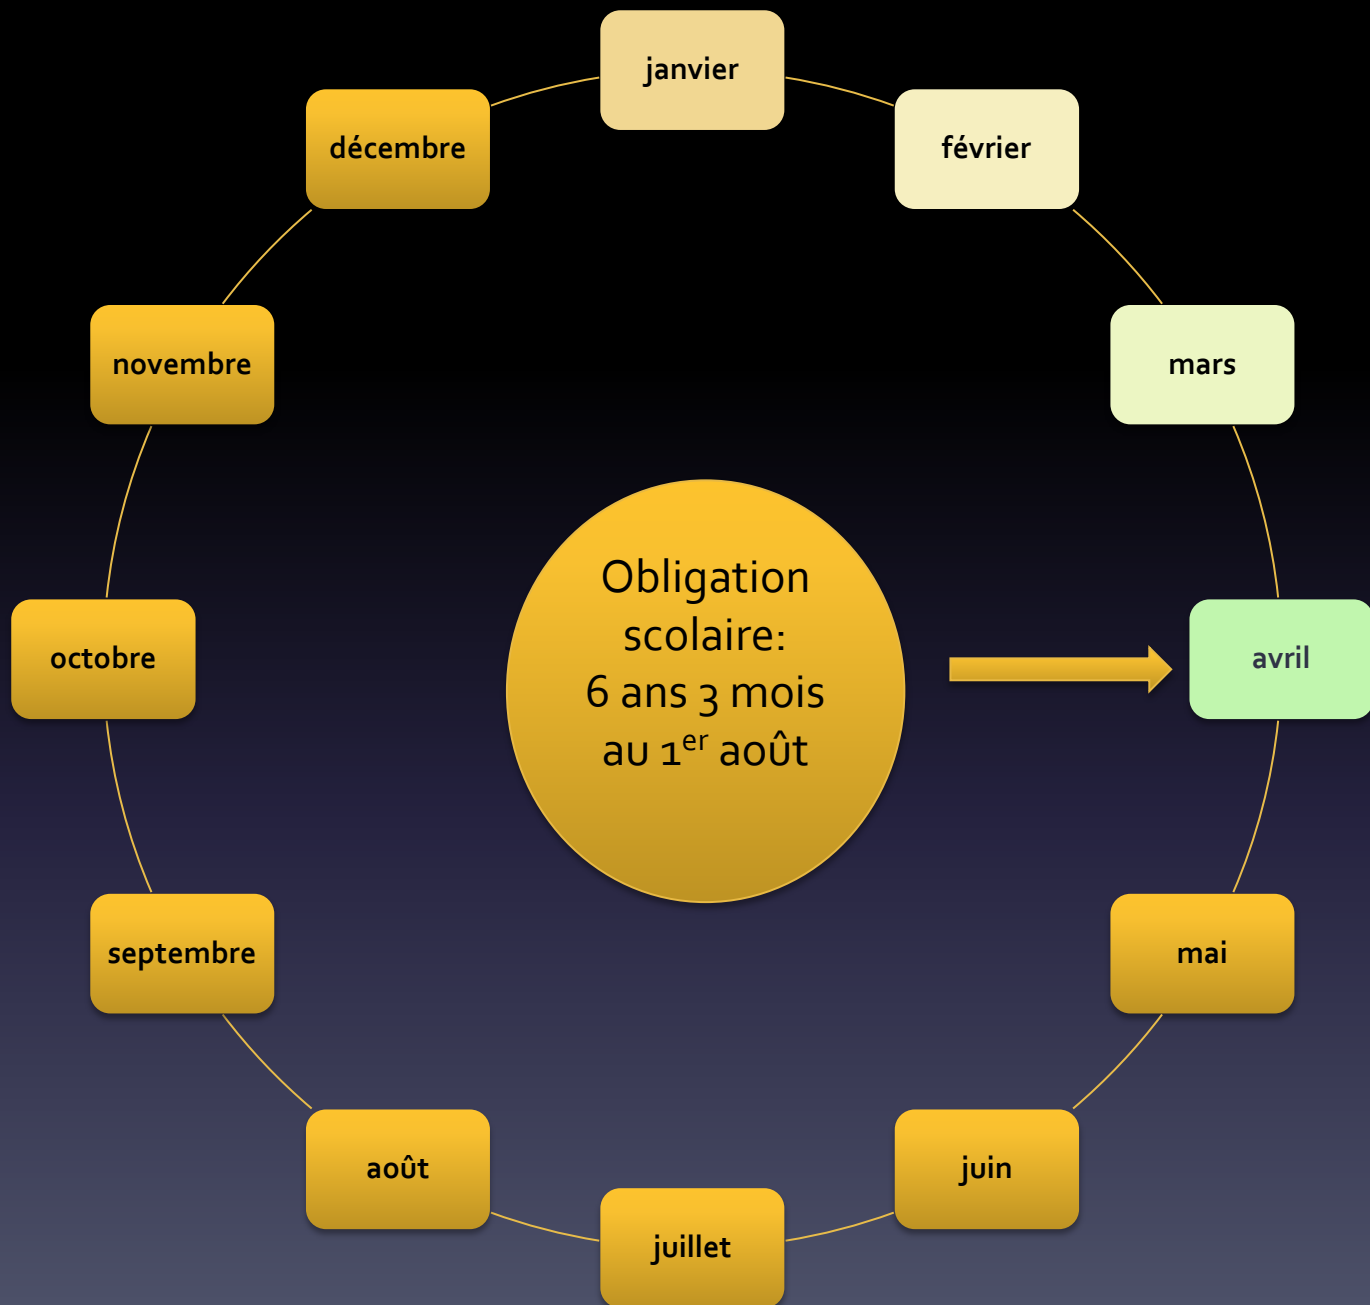 janvier
février
mars
avril
mai
juin
juillet
août
septembre
octobre
novembre
décembre
Obligation
scolaire:
6 ans 3 mois
au 1er août